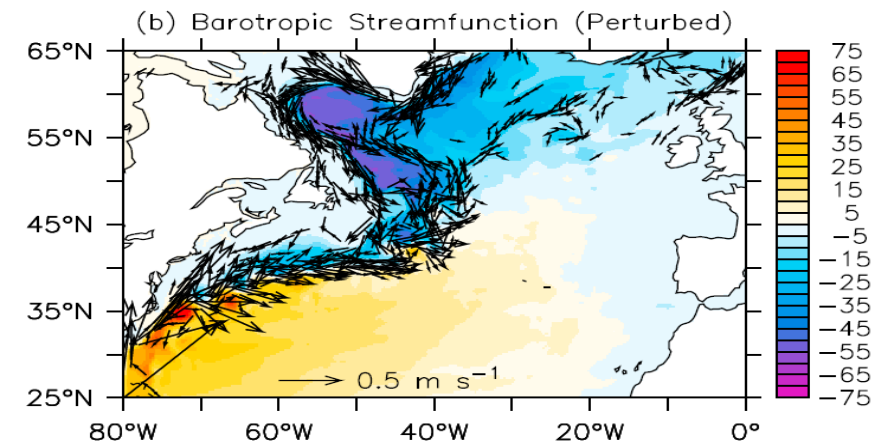 (b) Barotropic Streamfunction (Perturbed)
65°N
55°N
45°N
35°N
25°N
80°W 60°W 40°W 20°W 0°
0.5 m s⁻¹
75
65
55
45
35
25
15
5
−5
−15
−25
−35
−45
−55
−65
−75